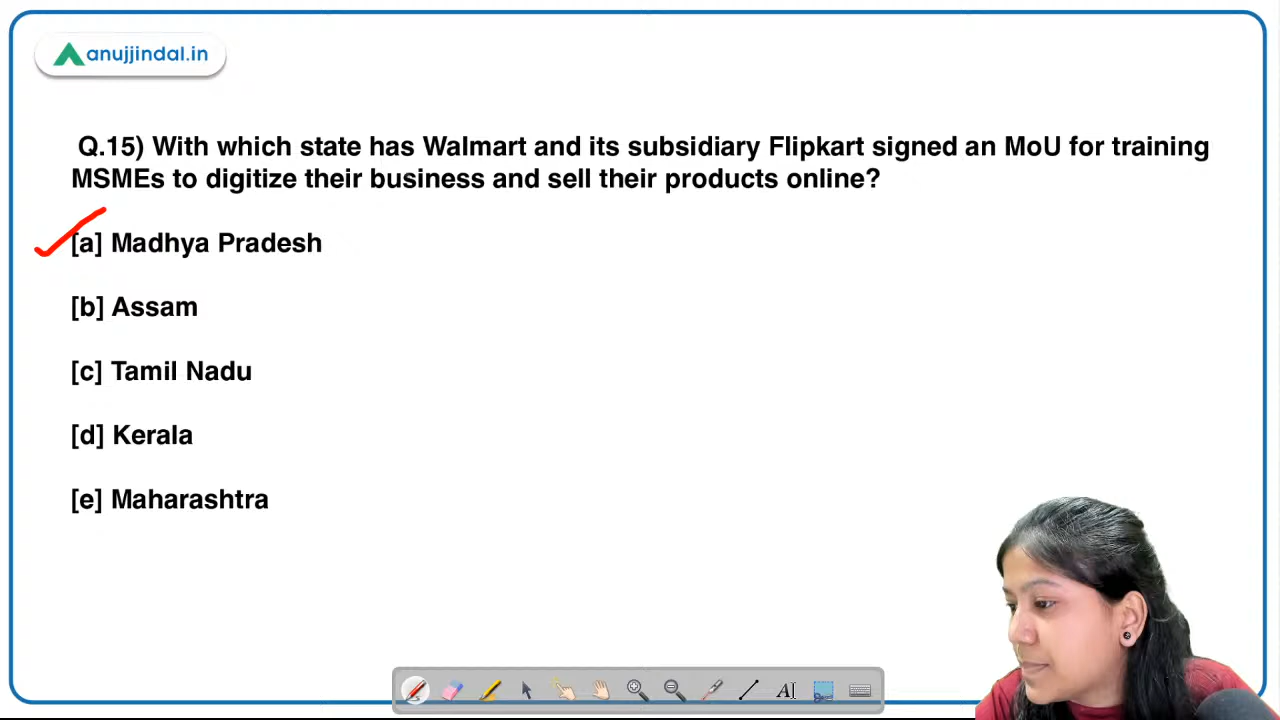 anujjindal.in
Q.15) With which state has Walmart and its subsidiary Flipkart signed an MoU for training
MSMEs to digitize their business and sell their products online?
[a] Madhya Pradesh
[b] Assam
[c] Tamil Nadu
[d] Kerala
[e] Maharashtra
A